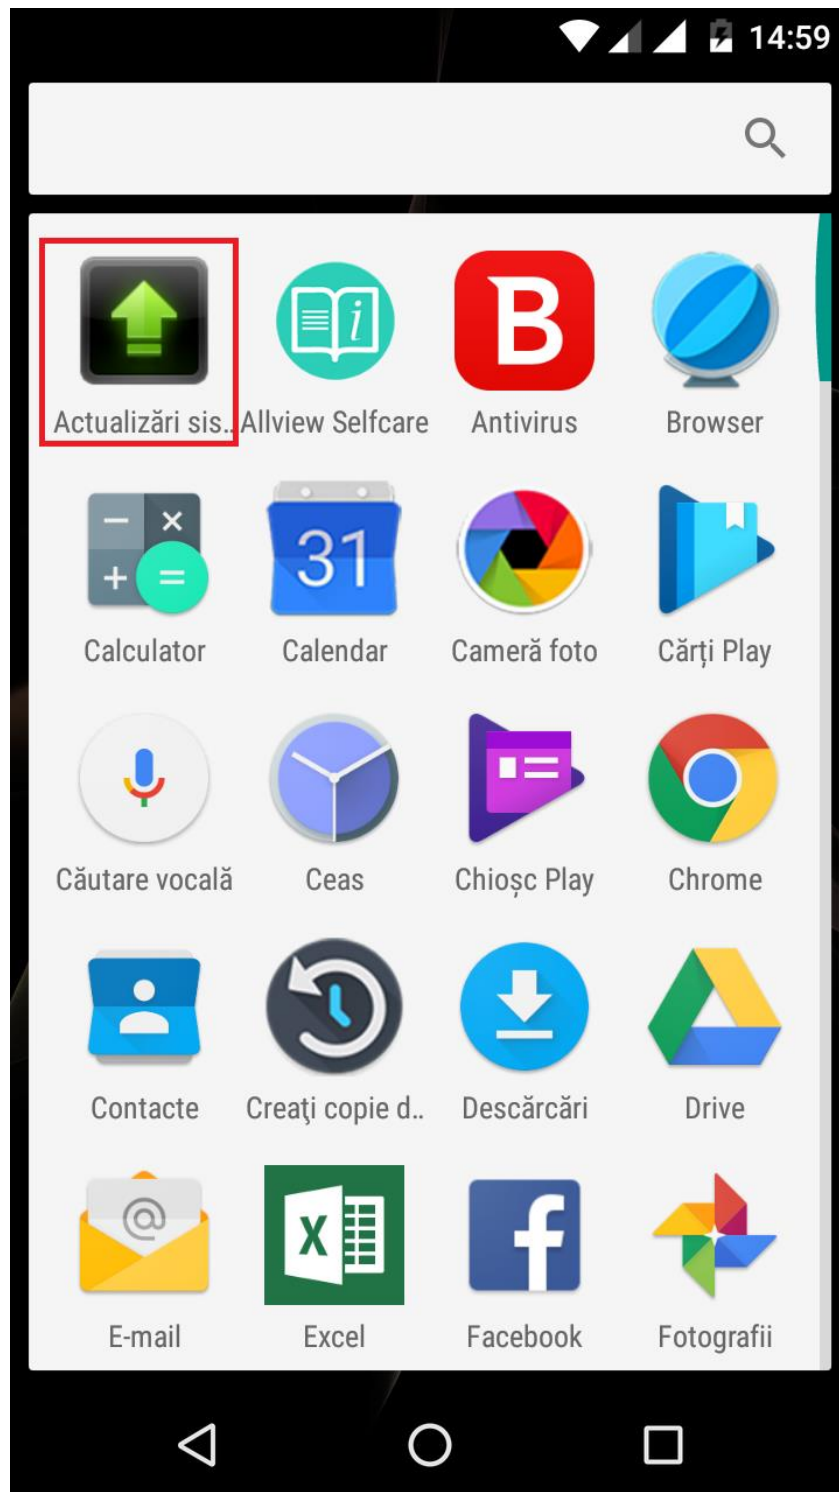 14:59
Actualizări sis.. Allview Selfcare Antivirus Browser
31
Calculator Calendar Cameră foto Cărți Play
Căutare vocală Ceas Chioșc Play Chrome
Contacte Creaţi copie d.. Descărcări Drive
E-mail Excel Facebook Fotografii